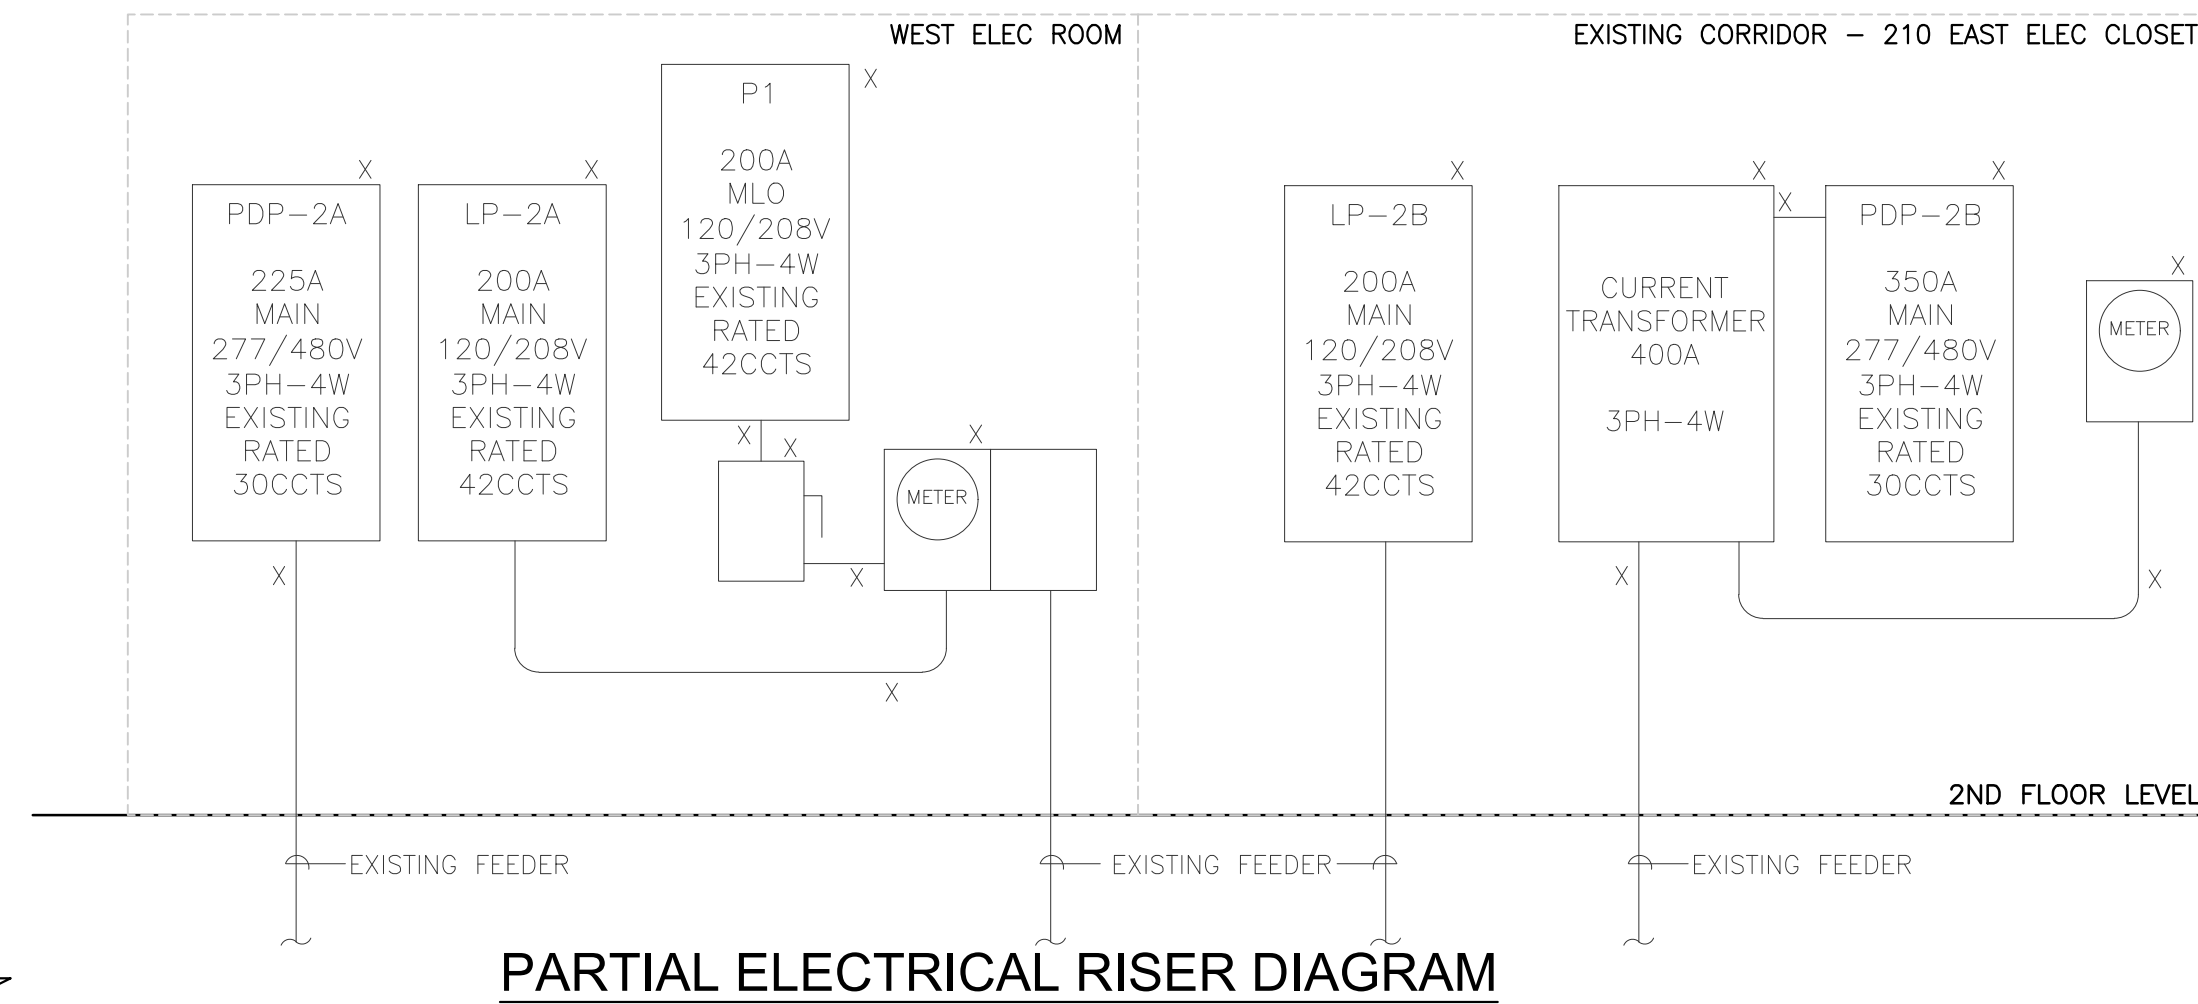 WEST ELEC ROOM
EXISTING CORRIDOR – 210 EAST ELEC CLOSET
X
PDP–2A
225A
MAIN
277/480V
3PH–4W
EXISTING
RATED
30CCTS
X
X
LP–2A
200A
MAIN
120/208V
3PH–4W
EXISTING
RATED
42CCTS
X
P1
200A
MLO
120/208V
3PH–4W
EXISTING
RATED
42CCTS
X
X
X
X
METER
X
X
LP–2B
200A
MAIN
120/208V
3PH–4W
EXISTING
RATED
42CCTS
X
CURRENT
TRANSFORMER
400A
3PH–4W
X
X
X
PDP–2B
350A
MAIN
277/480V
3PH–4W
EXISTING
RATED
30CCTS
X
METER
X
2ND FLOOR LEVEL
EXISTING FEEDER
EXISTING FEEDER
EXISTING FEEDER
PARTIAL ELECTRICAL RISER DIAGRAM